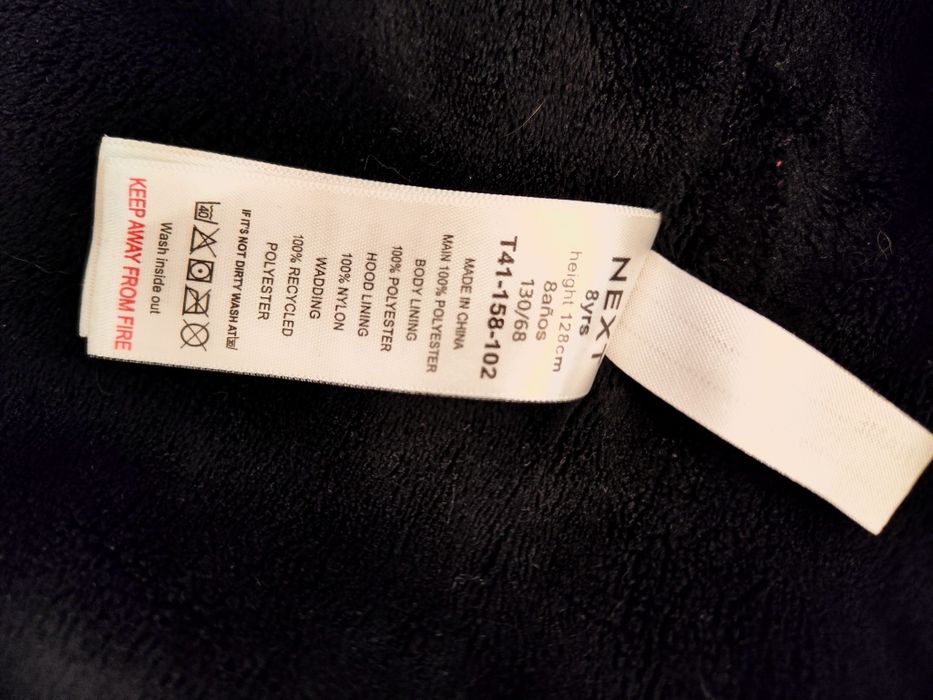 NEXT
8yrs
height 128cm
8años
130/68
T41-158-102
MADE IN CHINA
MAIN 100% POLYESTER
BODY LINING
100% POLYESTER
HOOD LINING
100% NYLON
WADDING
100% RECYCLED
POLYESTER
IF IT'S NOT DIRTY WASH AT 30
40
Wash inside out
KEEP AWAY FROM FIRE